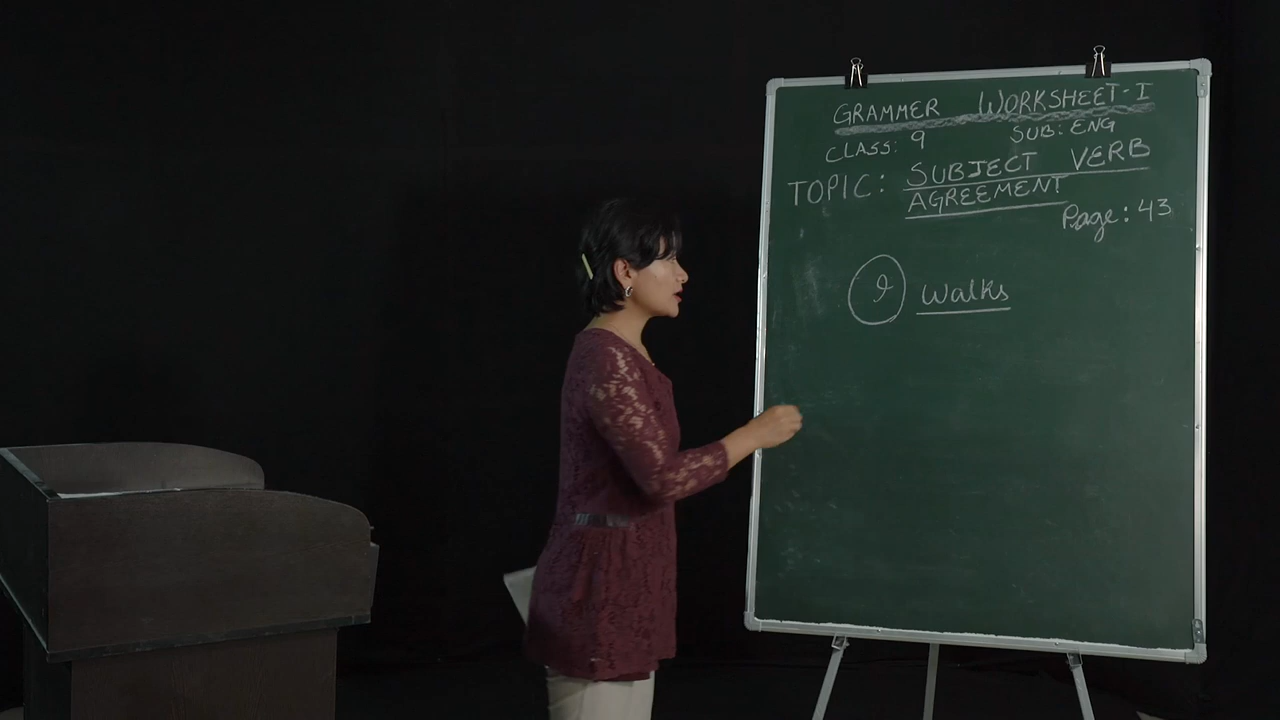 GRAMMER WORKSHEET-I
CLASS: 9 SUB: ENG
TOPIC: SUBJECT VERB
AGREEMENT
Page: 43
I Walks